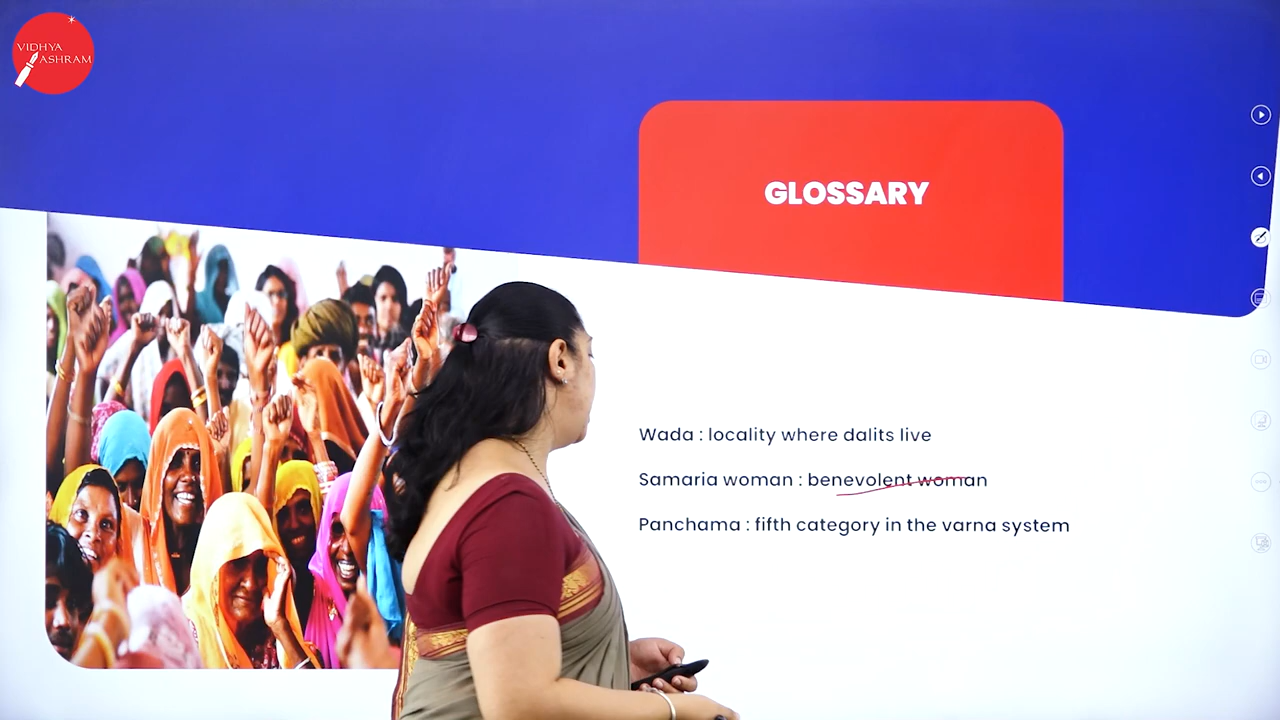 VIDHYA
ASHRAM
GLOSSARY
Wada : locality where dalits live
Samaria woman : benevolent woman
Panchama : fifth category in the varna system